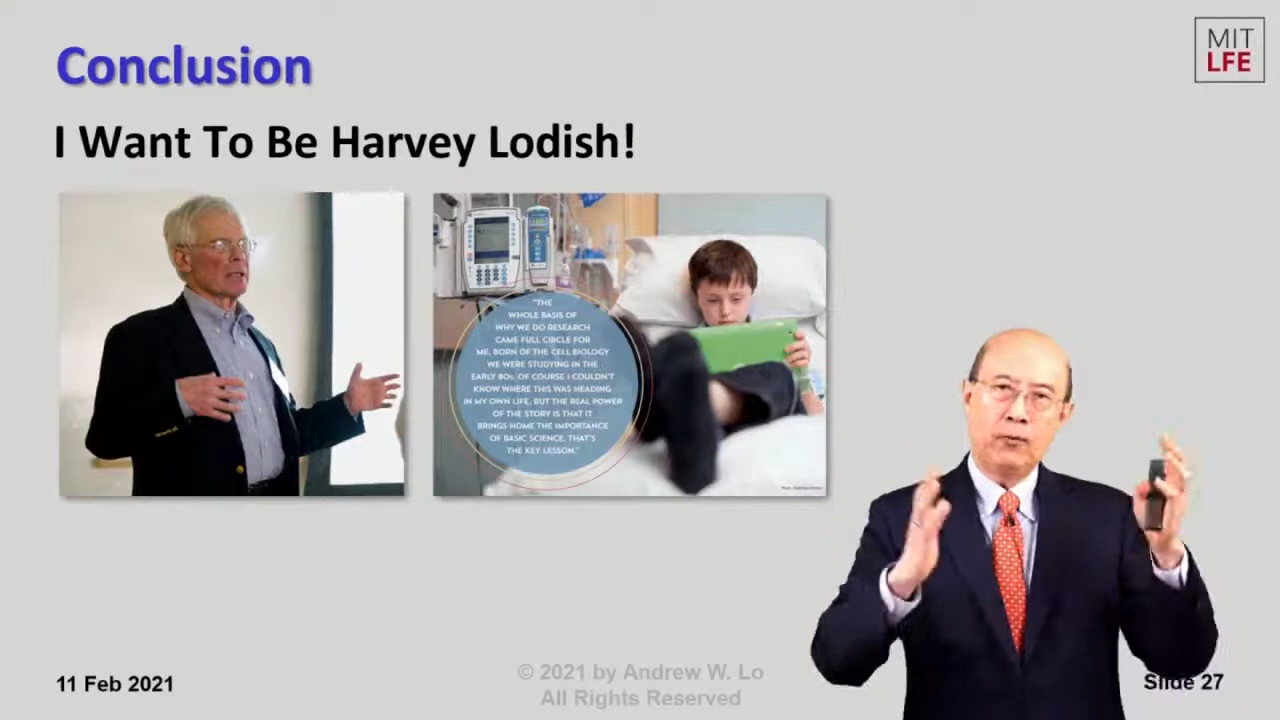 Conclusion
MIT
LFE
I Want To Be Harvey Lodish!
"THE
WHOLE BASIS OF
WHY WE DO RESEARCH
CAME FULL CIRCLE FOR
ME, BORN OF THE CELL BIOLOGY
WE WERE STUDYING IN THE
EARLY 80s. OF COURSE I COULDN'T
KNOW WHERE THIS WAS HEADING
IN MY OWN LIFE, BUT THE REAL POWER
OF THE STORY IS THAT IT
BRINGS HOME THE IMPORTANCE
OF BASIC SCIENCE. THAT'S
THE KEY LESSON."
11 Feb 2021
© 2021 by Andrew W. Lo
All Rights Reserved
Slide 27